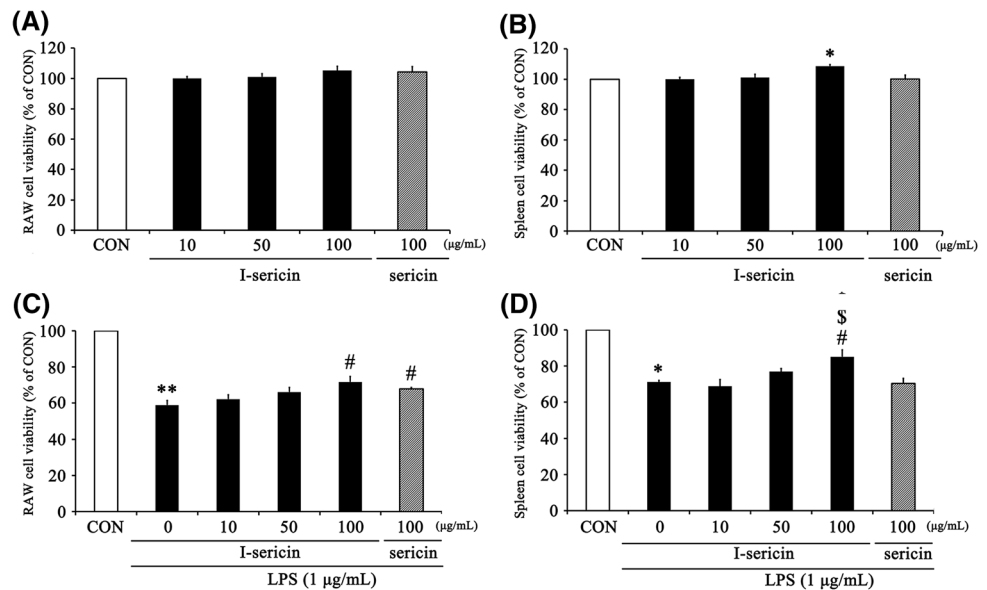 (A)
RAW cell viability (% of CON)
120
100
80
60
40
20
0
CON 10 50 100 100 (µg/mL)
I-sericin sericin
(B)
Spleen cell viability (% of CON)
120
100
80
60
40
20
0
*
CON 10 50 100 100 (µg/mL)
I-sericin sericin
(C)
RAW cell viability (% of CON)
100
80
60
40
20
0
** # #
CON 0 10 50 100 100 (µg/mL)
I-sericin sericin
LPS (1 µg/mL)
(D)
Spleen cell viability (% of CON)
100
80
60
40
20
0
$
* #
CON 0 10 50 100 100 (µg/mL)
I-sericin sericin
LPS (1 µg/mL)